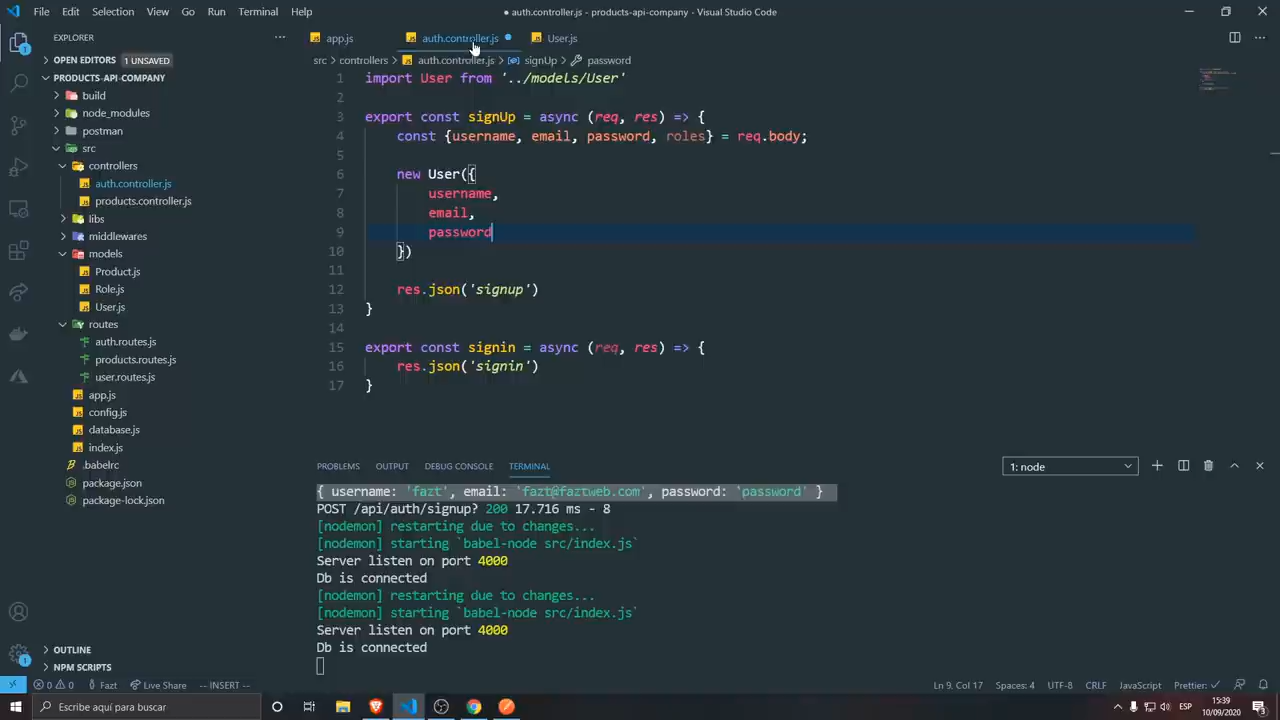 File Edit Selection View Go Run Terminal Help
● auth.controller.js - products-api-company - Visual Studio Code
EXPLORER ···
OPEN EDITORS 1 UNSAVED
PRODUCTS-API-COMPANY
build
node_modules
postman
src
controllers
auth.controller.js
products.controller.js
libs
middlewares
models
Product.js
Role.js
User.js
routes
auth.routes.js
products.routes.js
user.routes.js
app.js
config.js
database.js
index.js
.babelrc
package.json
package-lock.json
OUTLINE
NPM SCRIPTS
app.js auth.controller.js User.js
src > controllers > auth.controller.js > signUp > password
1 import User from '../models/User'
2
3 export const signUp = async (req, res) => {
4 const {username, email, password, roles} = req.body;
5
6 new User({
7 username,
8 email,
9 password
10 })
11
12 res.json('signup')
13 }
14
15 export const signin = async (req, res) => {
16 res.json('signin')
17 }
PROBLEMS OUTPUT DEBUG CONSOLE TERMINAL 1: node
{ username: 'fazt', email: `fazt@faztweb.com`, password: `password` }
POST /api/auth/signup? 200 17.716 ms - 8
[nodemon] restarting due to changes...
[nodemon] starting `babel-node src/index.js`
Server listen on port 4000
Db is connected
[nodemon] restarting due to changes...
[nodemon] starting `babel-node src/index.js`
Server listen on port 4000
Db is connected
0 0 Fazt Live Share -- INSERT -- Ln 9, Col 17 Spaces: 4 UTF-8 CRLF JavaScript Prettier: ✓
Escribe aquí para buscar ESP 15:39
10/09/2020